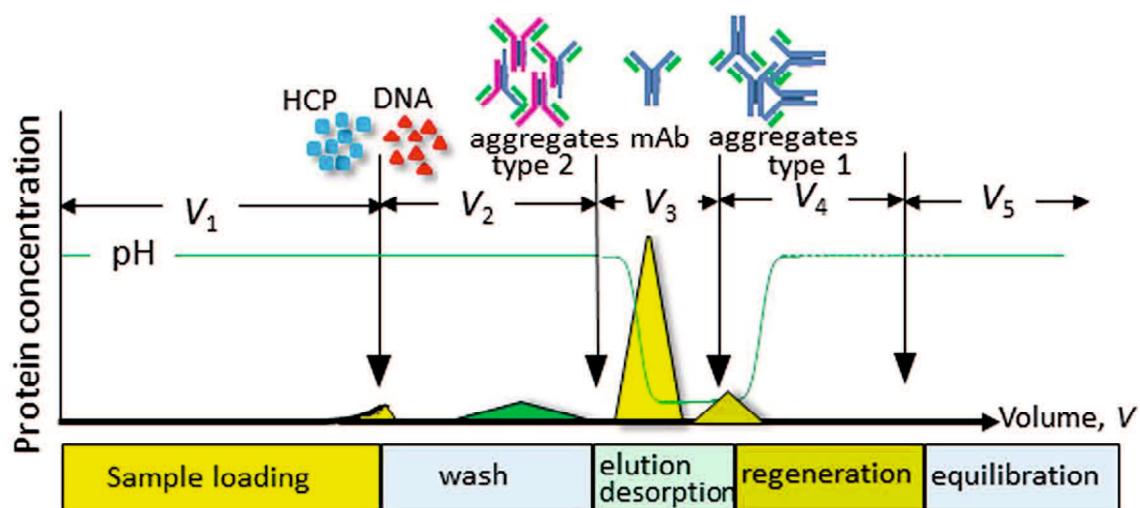 HCP
DNA
aggregates
type 2
mAb
aggregates
type 1
V1
V2
V3
V4
V5
pH
Protein concentration
Volume, V
Sample loading
wash
elution
desorption
regeneration
equilibration